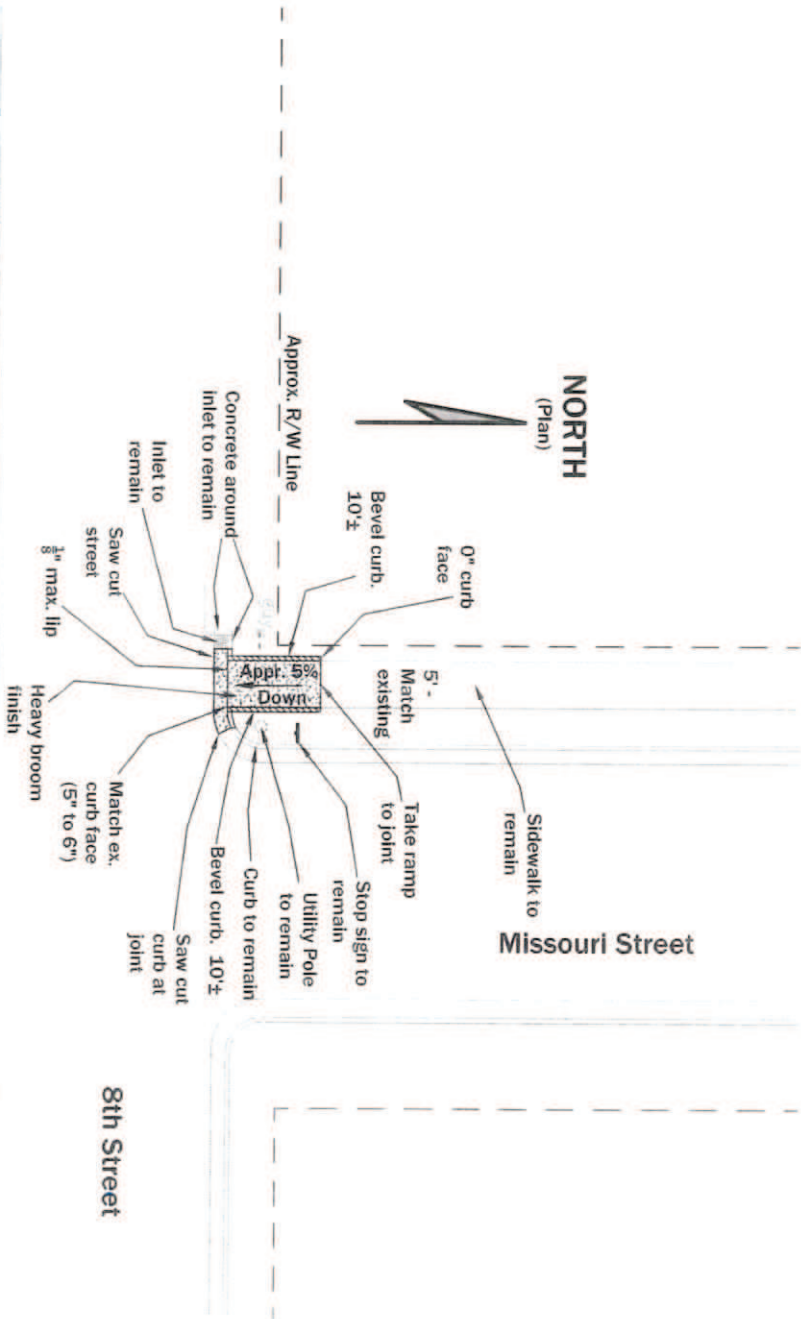 NORTH
(Plan)
Approx. R/W Line
Concrete around
inlet to remain
Inlet to
remain
Saw cut
street
1/8" max. lip
Heavy broom
finish
Match ex.
curb face
(5" to 6")
Bevel curb.
10'±
0" curb
face
5' -
Match
existing
Appr. 5%
Down
Sidewalk to
remain
Take ramp
to joint
Stop sign to
remain
Utility Pole
to remain
Curb to remain
Bevel curb. 10'±
Saw cut
curb at
joint
Missouri Street
8th Street